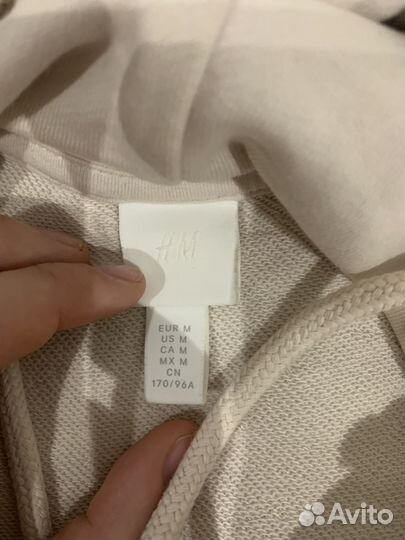 H&M
EUR M
US M
CA M
MX M
CN
170/96A
Avito